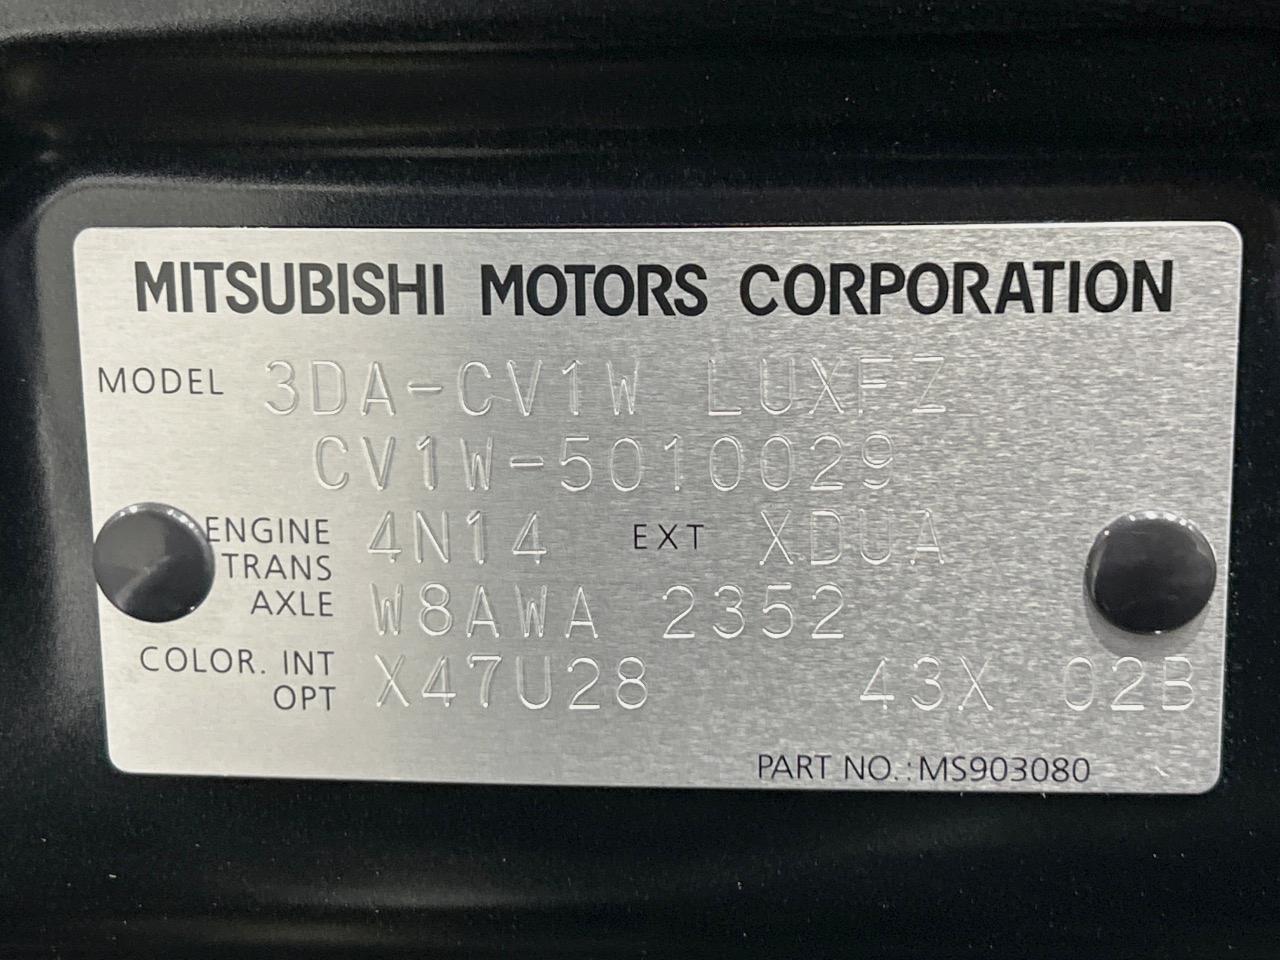 MITSUBISHI MOTORS CORPORATION
MODEL 3DA-CV1W LUXFZ
CV1W-5010029
ENGINE 4N14 EXT XDUA
TRANS
AXLE W8AWA 2352
COLOR. INT
OPT X47U28 43X 02B
PART NO.:MS903080